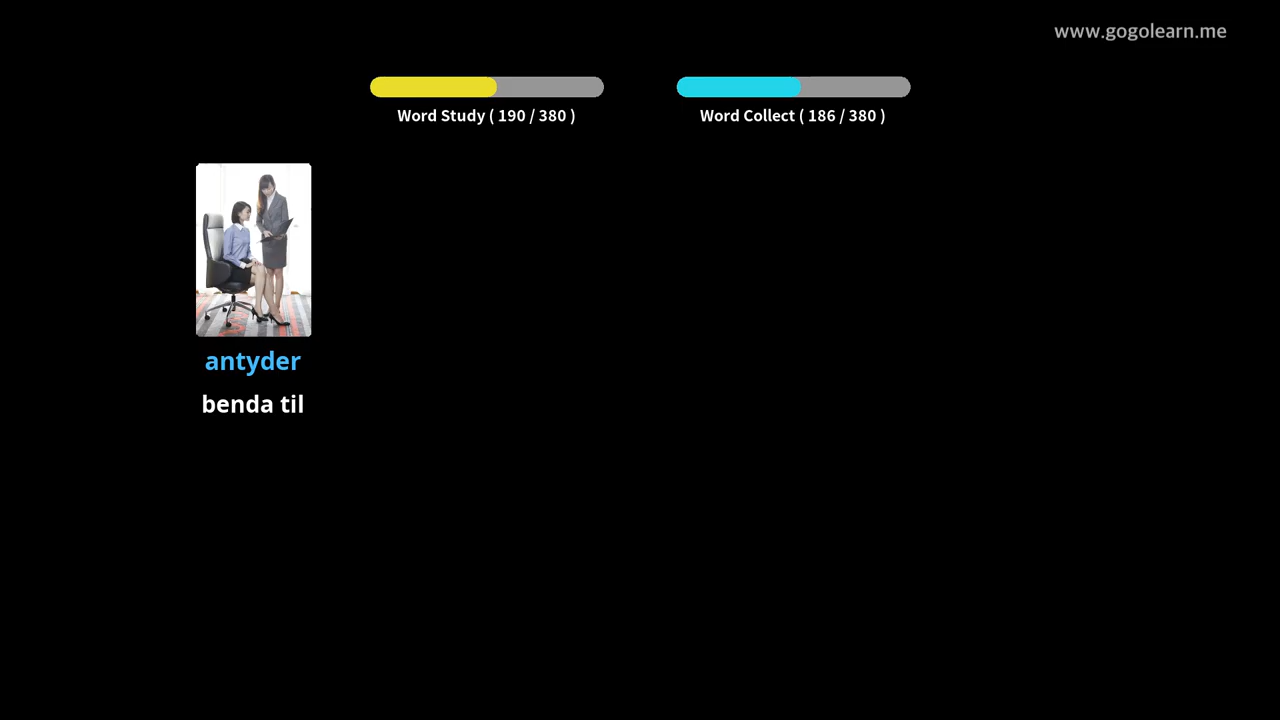 www.gogolearn.me
Word Study ( 190 / 380 )
Word Collect ( 186 / 380 )
antyder
benda til